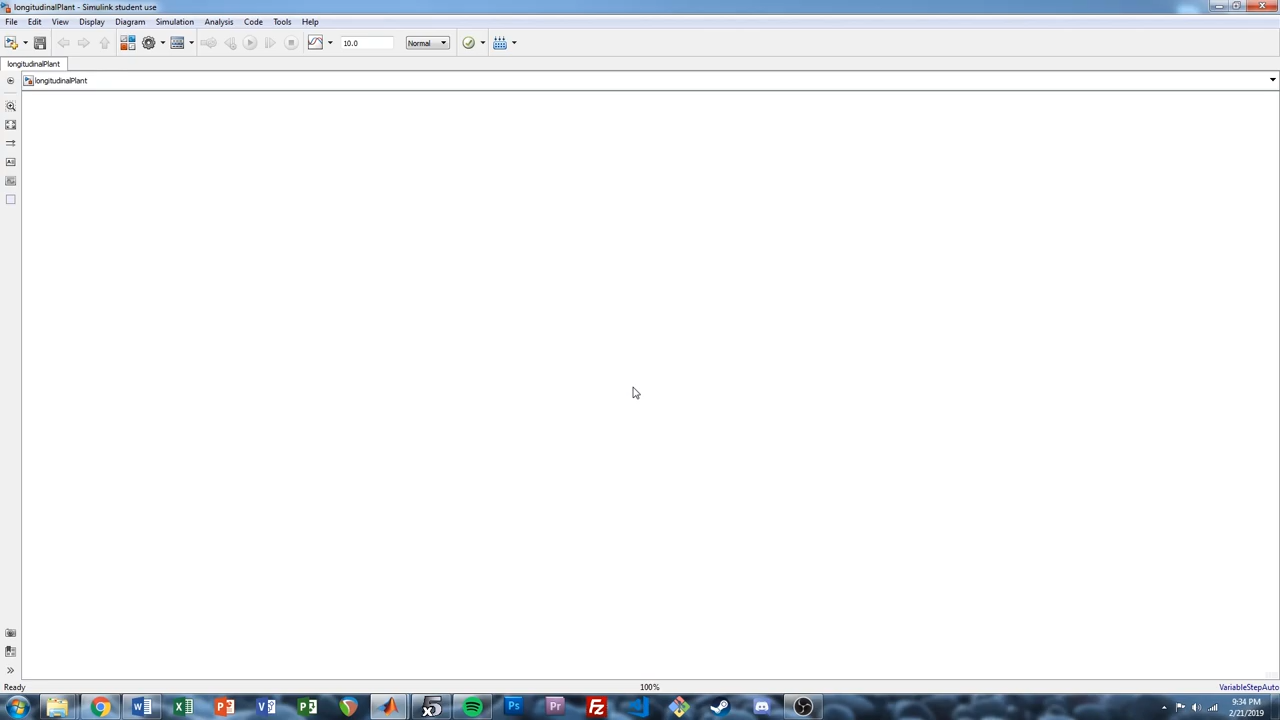 longitudinalPlant - Simulink student use
File Edit View Display Diagram Simulation Analysis Code Tools Help
10.0 Normal
longitudinalPlant
longitudinalPlant
Ready 100% VariableStepAuto
9:34 PM
2/21/2019